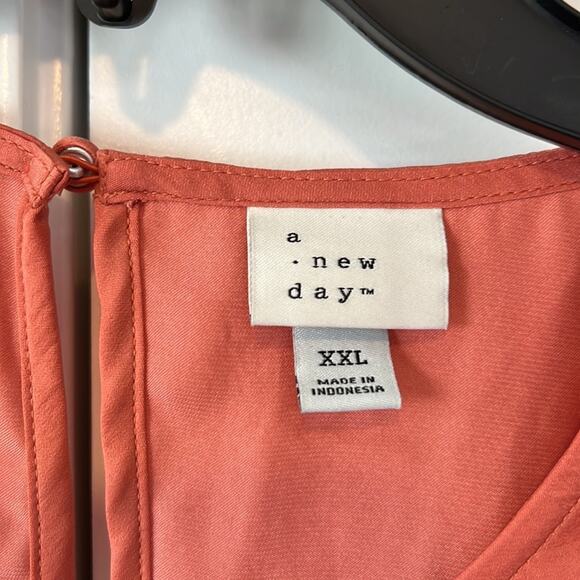 a
· new
day™
XXL
MADE IN
INDONESIA